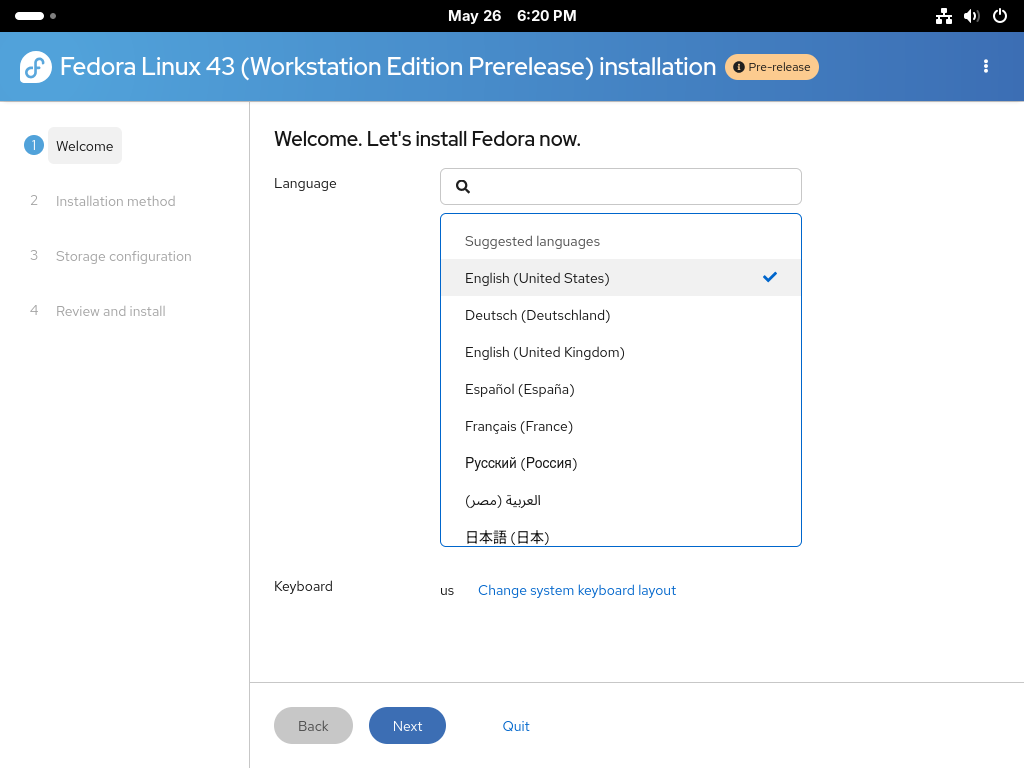 May 26 6:20 PM
Fedora Linux 43 (Workstation Edition Prerelease) installation Pre-release
1 Welcome
2 Installation method
3 Storage configuration
4 Review and install
Welcome. Let's install Fedora now.
Language
Suggested languages
English (United States)
Deutsch (Deutschland)
English (United Kingdom)
Español (España)
Français (France)
Русский (Россия)
العربية (مصر)
日本語 (日本)
Keyboard us Change system keyboard layout
Back Next Quit